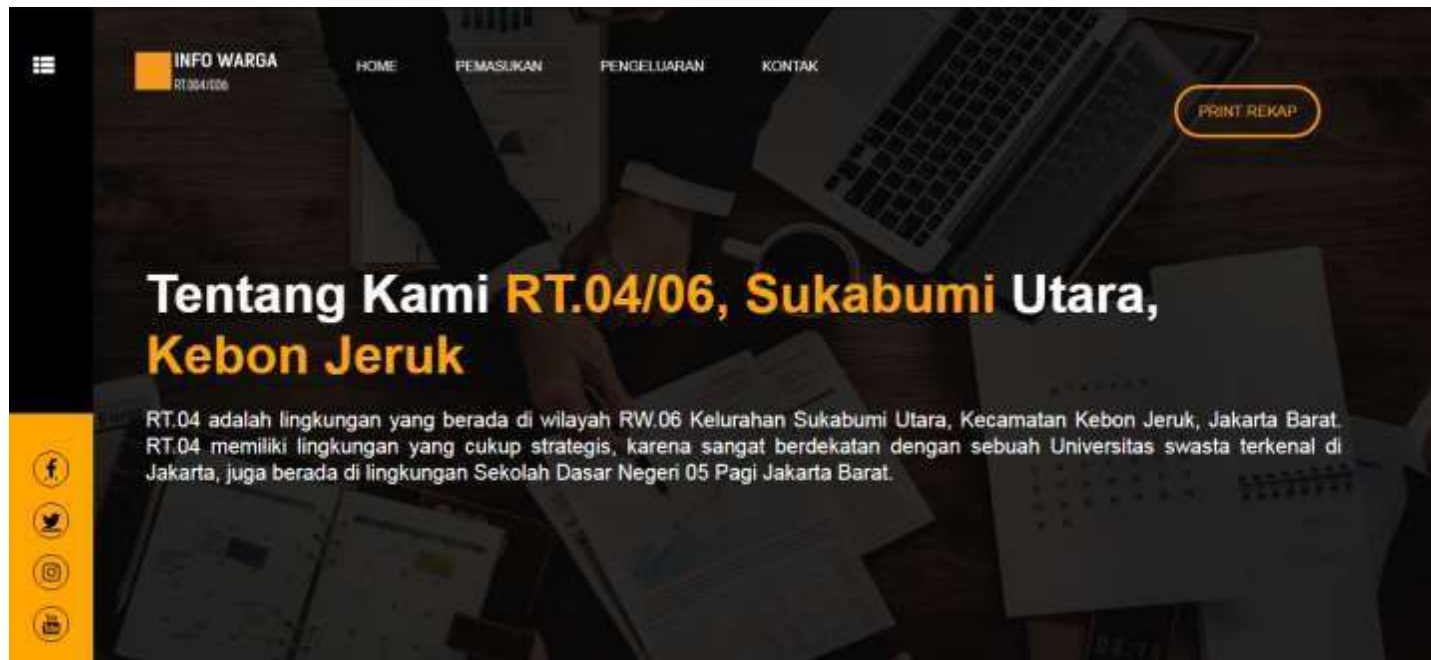 INFO WARGA
RT.004/006
HOME PEMASUKAN PENGELUARAN KONTAK
PRINT REKAP
Tentang Kami RT.04/06, Sukabumi Utara,
Kebon Jeruk
RT.04 adalah lingkungan yang berada di wilayah RW.06 Kelurahan Sukabumi Utara, Kecamatan Kebon Jeruk, Jakarta Barat.
RT.04 memiliki lingkungan yang cukup strategis, karena sangat berdekatan dengan sebuah Universitas swasta terkenal di
Jakarta, juga berada di lingkungan Sekolah Dasar Negeri 05 Pagi Jakarta Barat.